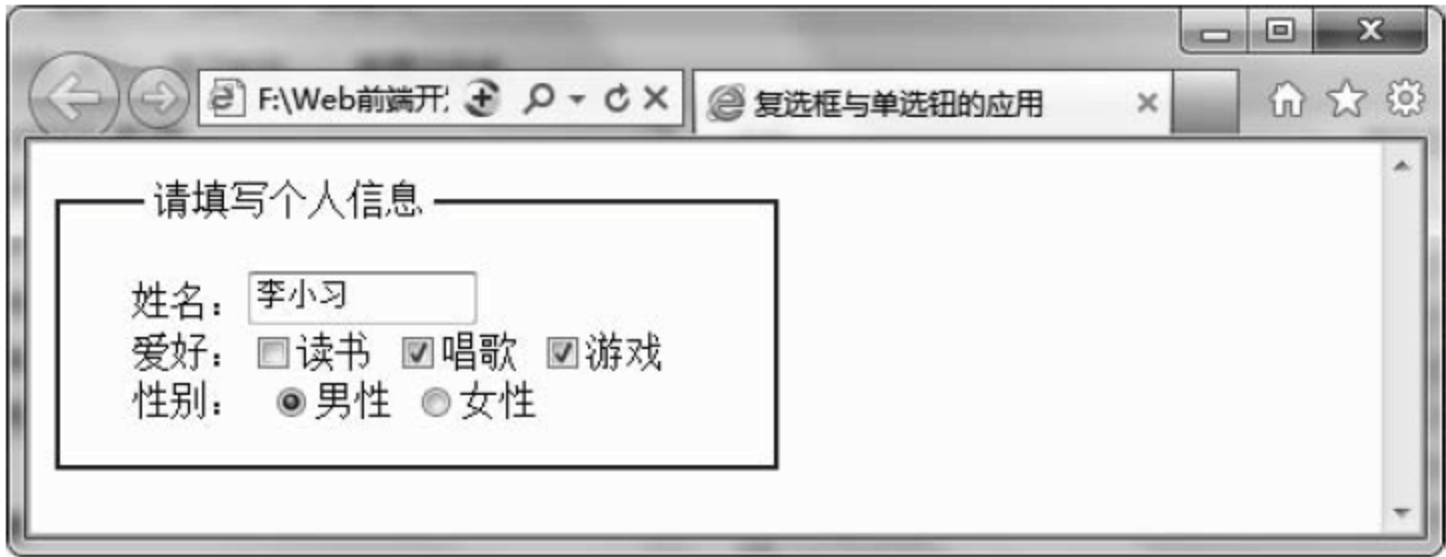 F:\Web前端开
复选框与单选钮的应用
请填写个人信息
姓名：李小习
爱好：读书 唱歌 游戏
性别：男性 女性